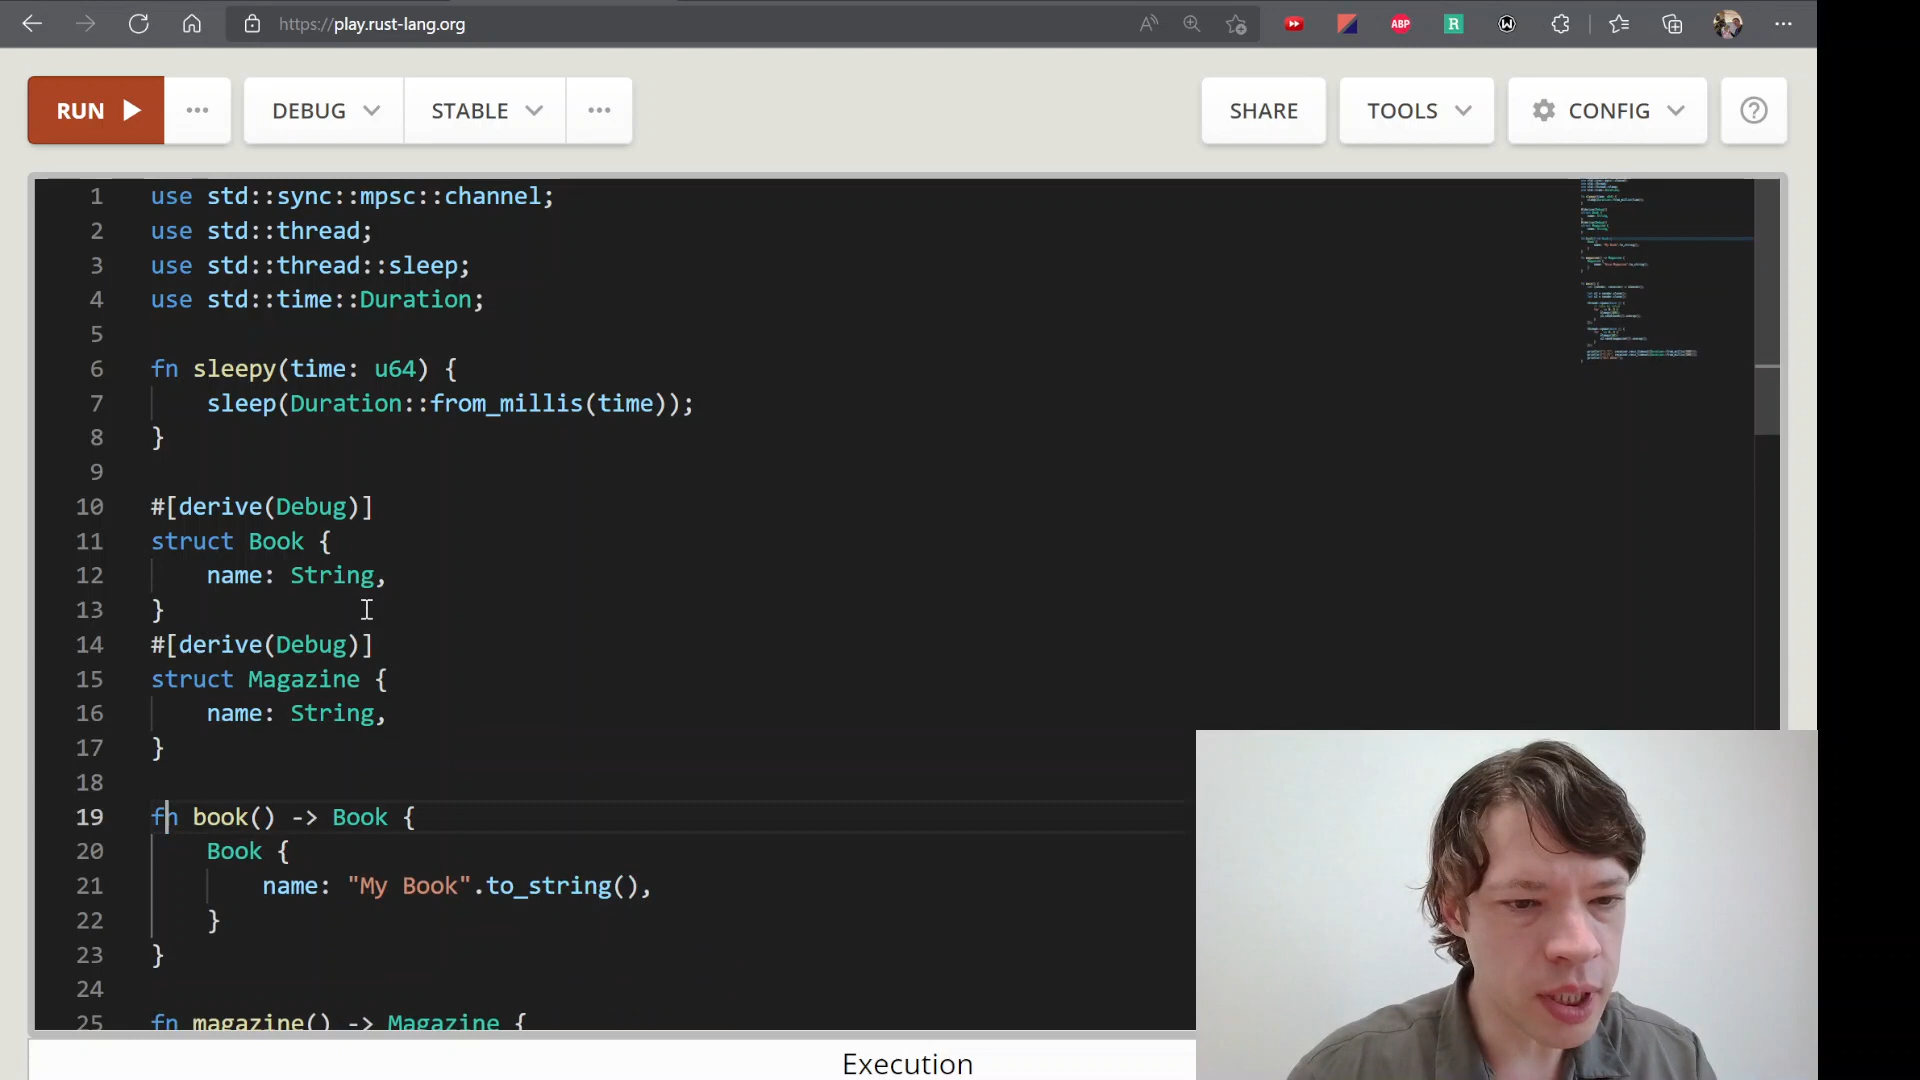 https://play.rust-lang.org
ABP
R
RUN
DEBUG
STABLE
SHARE
TOOLS
CONFIG
1 use std::sync::mpsc::channel;
2 use std::thread;
3 use std::thread::sleep;
4 use std::time::Duration;
5
6 fn sleepy(time: u64) {
7 sleep(Duration::from_millis(time));
8 }
9
10 #[derive(Debug)]
11 struct Book {
12 name: String,
13 }
14 #[derive(Debug)]
15 struct Magazine {
16 name: String,
17 }
18
19 fn book() -> Book {
20 Book {
21 name: "My Book".to_string(),
22 }
23 }
24
25 fn magazine() -> Magazine {
Execution